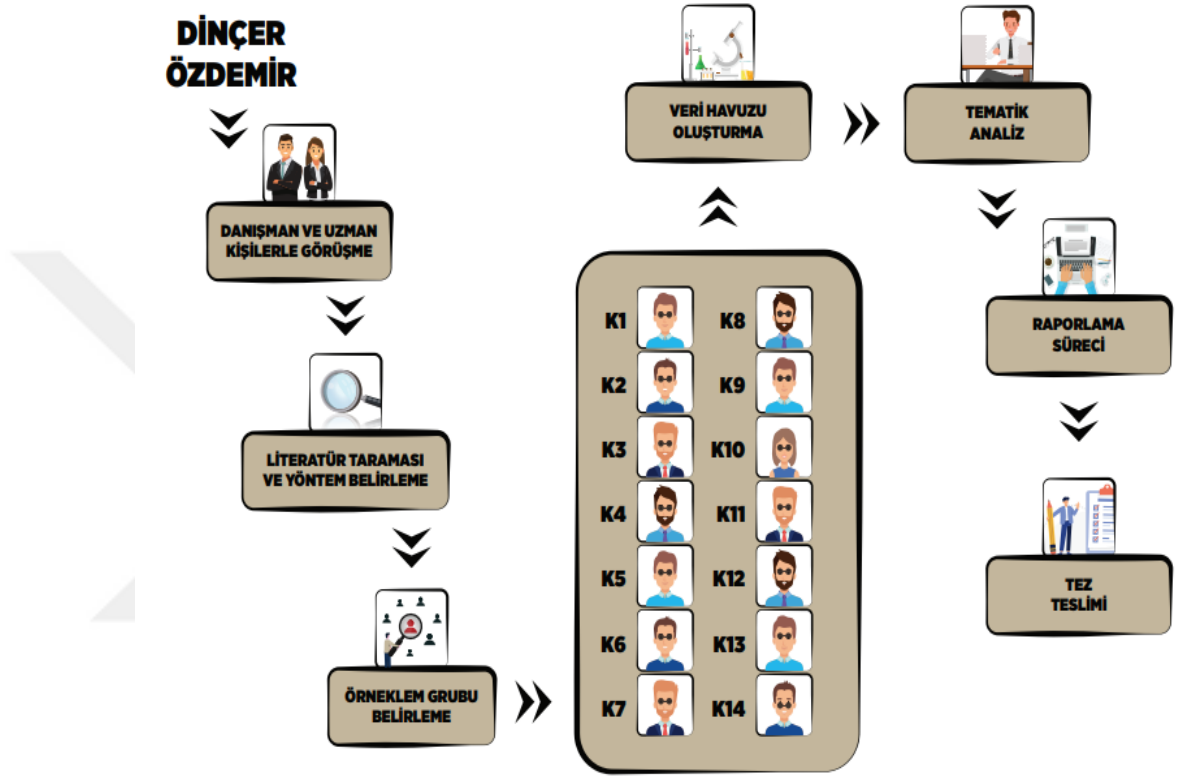 DİNÇER
ÖZDEMİR
DANIŞMAN VE UZMAN
KİŞİLERLE GÖRÜŞME
LİTERATÜR TARAMASI
VE YÖNTEM BELİRLEME
ÖRNEKLEM GRUBU
BELİRLEME
K1
K2
K3
K4
K5
K6
K7
K8
K9
K10
K11
K12
K13
K14
VERİ HAVUZU
OLUŞTURMA
TEMATİK
ANALİZ
RAPORLAMA
SÜRECİ
TEZ
TESLİMİ